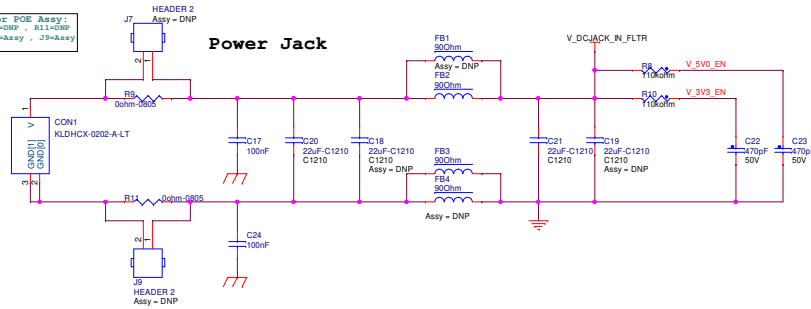 or POE Assy:
=DNP , R11=DNP
=Assy , J9=Assy
HEADER 2
J7
Assy = DNP
2
1
Power Jack
FB1
90Ohm
Assy = DNP
FB2
90Ohm
V_DCJACK_IN_FLTR
R8
110kohm
V_5V0_EN
R9
0ohm-0805
R10
110kohm
V_3V3_EN
1
CON1
KLDHCX-0202-A-LT
V
GND[1]
GND[0]
3
2
C17
100nF
C20
22uF-C1210
C1210
C18
22uF-C1210
C1210
Assy = DNP
C21
22uF-C1210
C1210
C19
22uF-C1210
C1210
Assy = DNP
C22
470pF
50V
C23
470p
50V
FB3
90Ohm
FB4
90Ohm
Assy = DNP
R11
0ohm-0805
C24
100nF
2
1
J9
HEADER 2
Assy = DNP